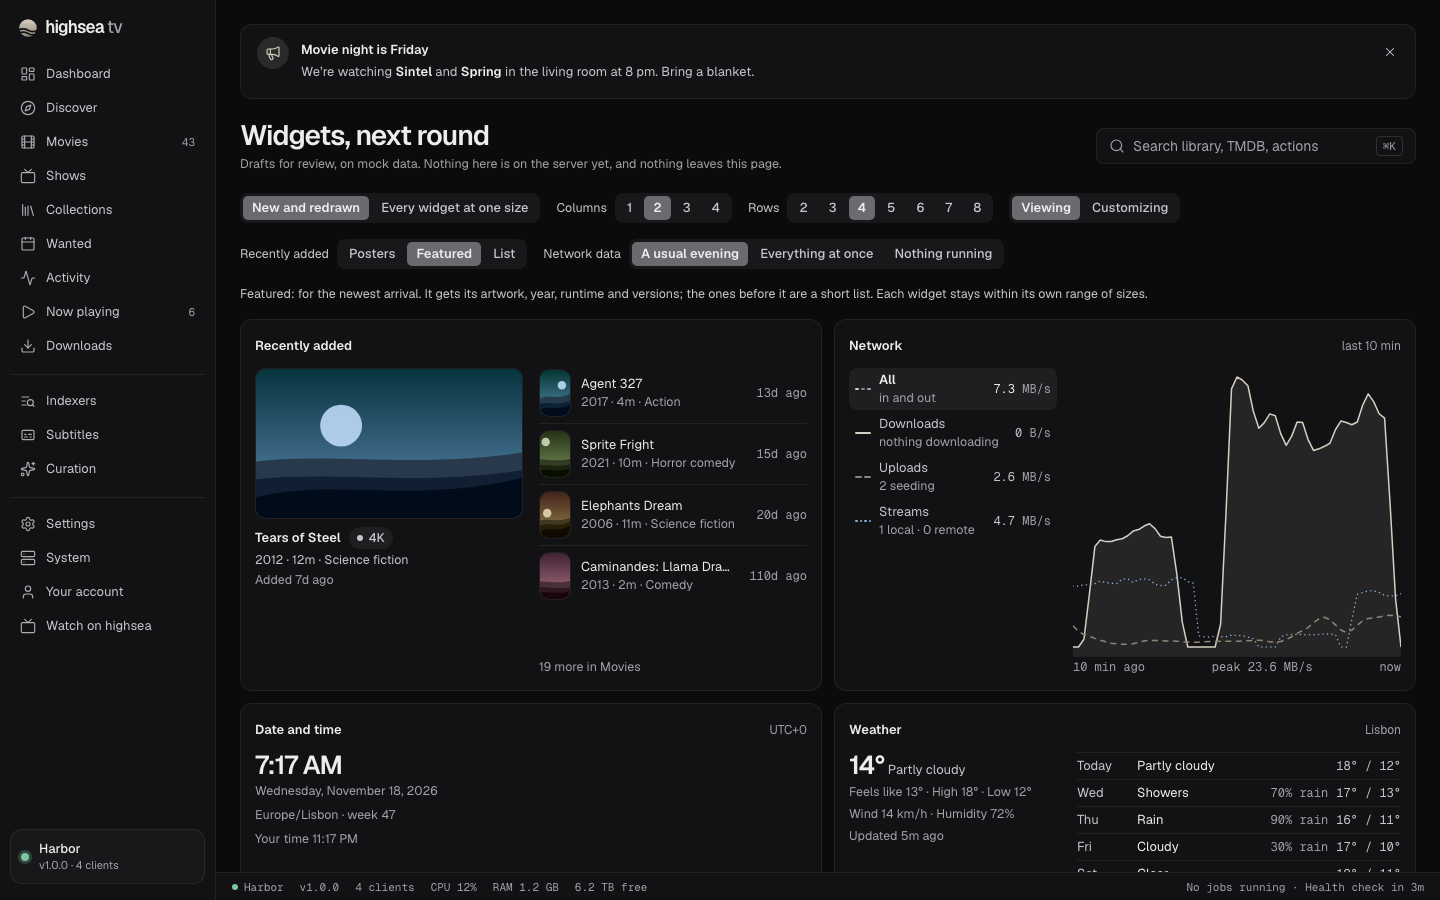 highsea tv
Dashboard
Discover
Movies 43
Shows
Collections
Wanted
Activity
Now playing 6
Downloads
Indexers
Subtitles
Curation
Settings
System
Your account
Watch on highsea
Harbor
v1.0.0 · 4 clients
Movie night is Friday
We're watching Sintel and Spring in the living room at 8 pm. Bring a blanket.
Widgets, next round
Drafts for review, on mock data. Nothing here is on the server yet, and nothing leaves this page.
Search library, TMDB, actions ⌘K
New and redrawn Every widget at one size Columns 1 2 3 4 Rows 2 3 4 5 6 7 8 Viewing Customizing
Recently added Posters Featured List Network data A usual evening Everything at once Nothing running
Featured: for the newest arrival. It gets its artwork, year, runtime and versions; the ones before it are a short list. Each widget stays within its own range of sizes.
Recently added
Tears of Steel 4K
2012 · 12m · Science fiction
Added 7d ago
Agent 327
2017 · 4m · Action
13d ago
Sprite Fright
2021 · 10m · Horror comedy
15d ago
Elephants Dream
2006 · 11m · Science fiction
20d ago
Caminandes: Llama Dra…
2013 · 2m · Comedy
110d ago
19 more in Movies
Network last 10 min
All
in and out
7.3 MB/s
Downloads
nothing downloading
0 B/s
Uploads
2 seeding
2.6 MB/s
Streams
1 local · 0 remote
4.7 MB/s
10 min ago peak 23.6 MB/s now
Date and time UTC+0
7:17 AM
Wednesday, November 18, 2026
Europe/Lisbon · week 47
Your time 11:17 PM
Weather Lisbon
14° Partly cloudy
Feels like 13° · High 18° · Low 12°
Wind 14 km/h · Humidity 72%
Updated 5m ago
Today Partly cloudy 18° / 12°
Wed Showers 70% rain 17° / 13°
Thu Rain 90% rain 16° / 11°
Fri Cloudy 30% rain 17° / 10°
Harbor v1.0.0 4 clients CPU 12% RAM 1.2 GB 6.2 TB free
No jobs running · Health check in 3m